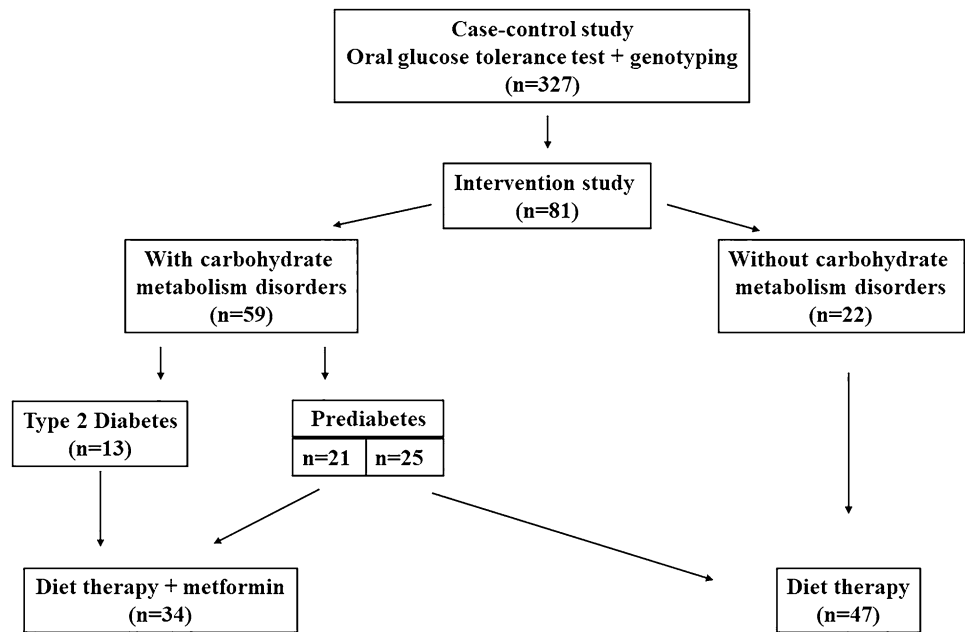 Case-control study
Oral glucose tolerance test + genotyping
(n=327)
Intervention study
(n=81)
With carbohydrate
metabolism disorders
(n=59)
Without carbohydrate
metabolism disorders
(n=22)
Type 2 Diabetes
(n=13)
Prediabetes
n=21 n=25
Diet therapy + metformin
(n=34)
Diet therapy
(n=47)